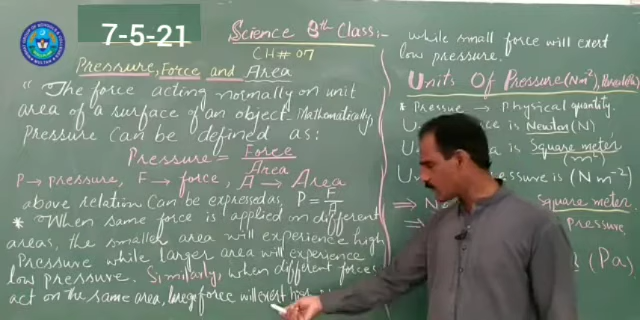 7-5-21
Science 8th Class:-
CH # 07
Pressure, Force and Area
"The force acting normally on unit
area of a surface of an object. Mathematically,
Pressure can be defined as:
Pressure = Force
Area
P → pressure, F → force, A → Area
above relation can be expressed as, P = F
A
* When same force is applied on different
areas, the smaller area will experience high
Pressure while larger area will experience
low pressure. Similarly, when different forces
act on the same area, large force will exert high
while small force will exert
low pressure.
Units Of Pressure (Nm⁻²),
* Pressure → Physical quantity.
is Newton (N)
is Square meter
(m²)
pressure is (Nm⁻²)
⇒ Square meter.
⇒ pressure,
(Pa)